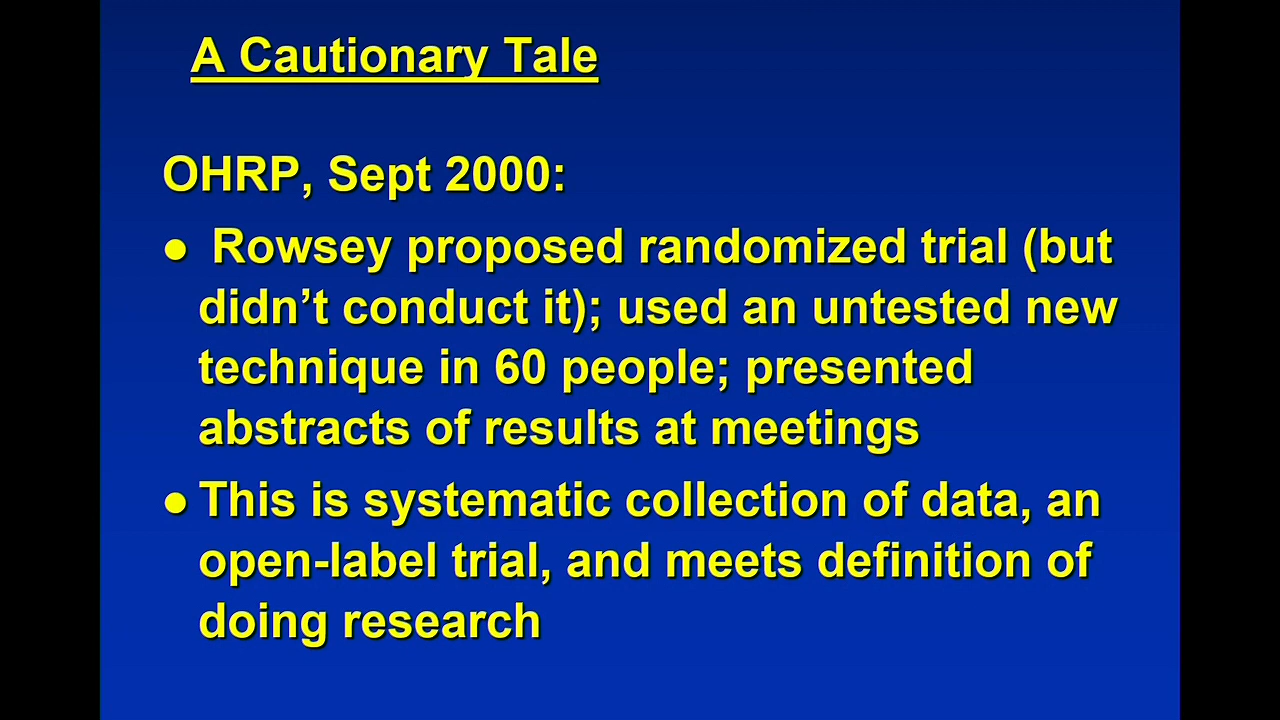 A Cautionary Tale
OHRP, Sept 2000:
● Rowsey proposed randomized trial (but
didn’t conduct it); used an untested new
technique in 60 people; presented
abstracts of results at meetings
● This is systematic collection of data, an
open-label trial, and meets definition of
doing research